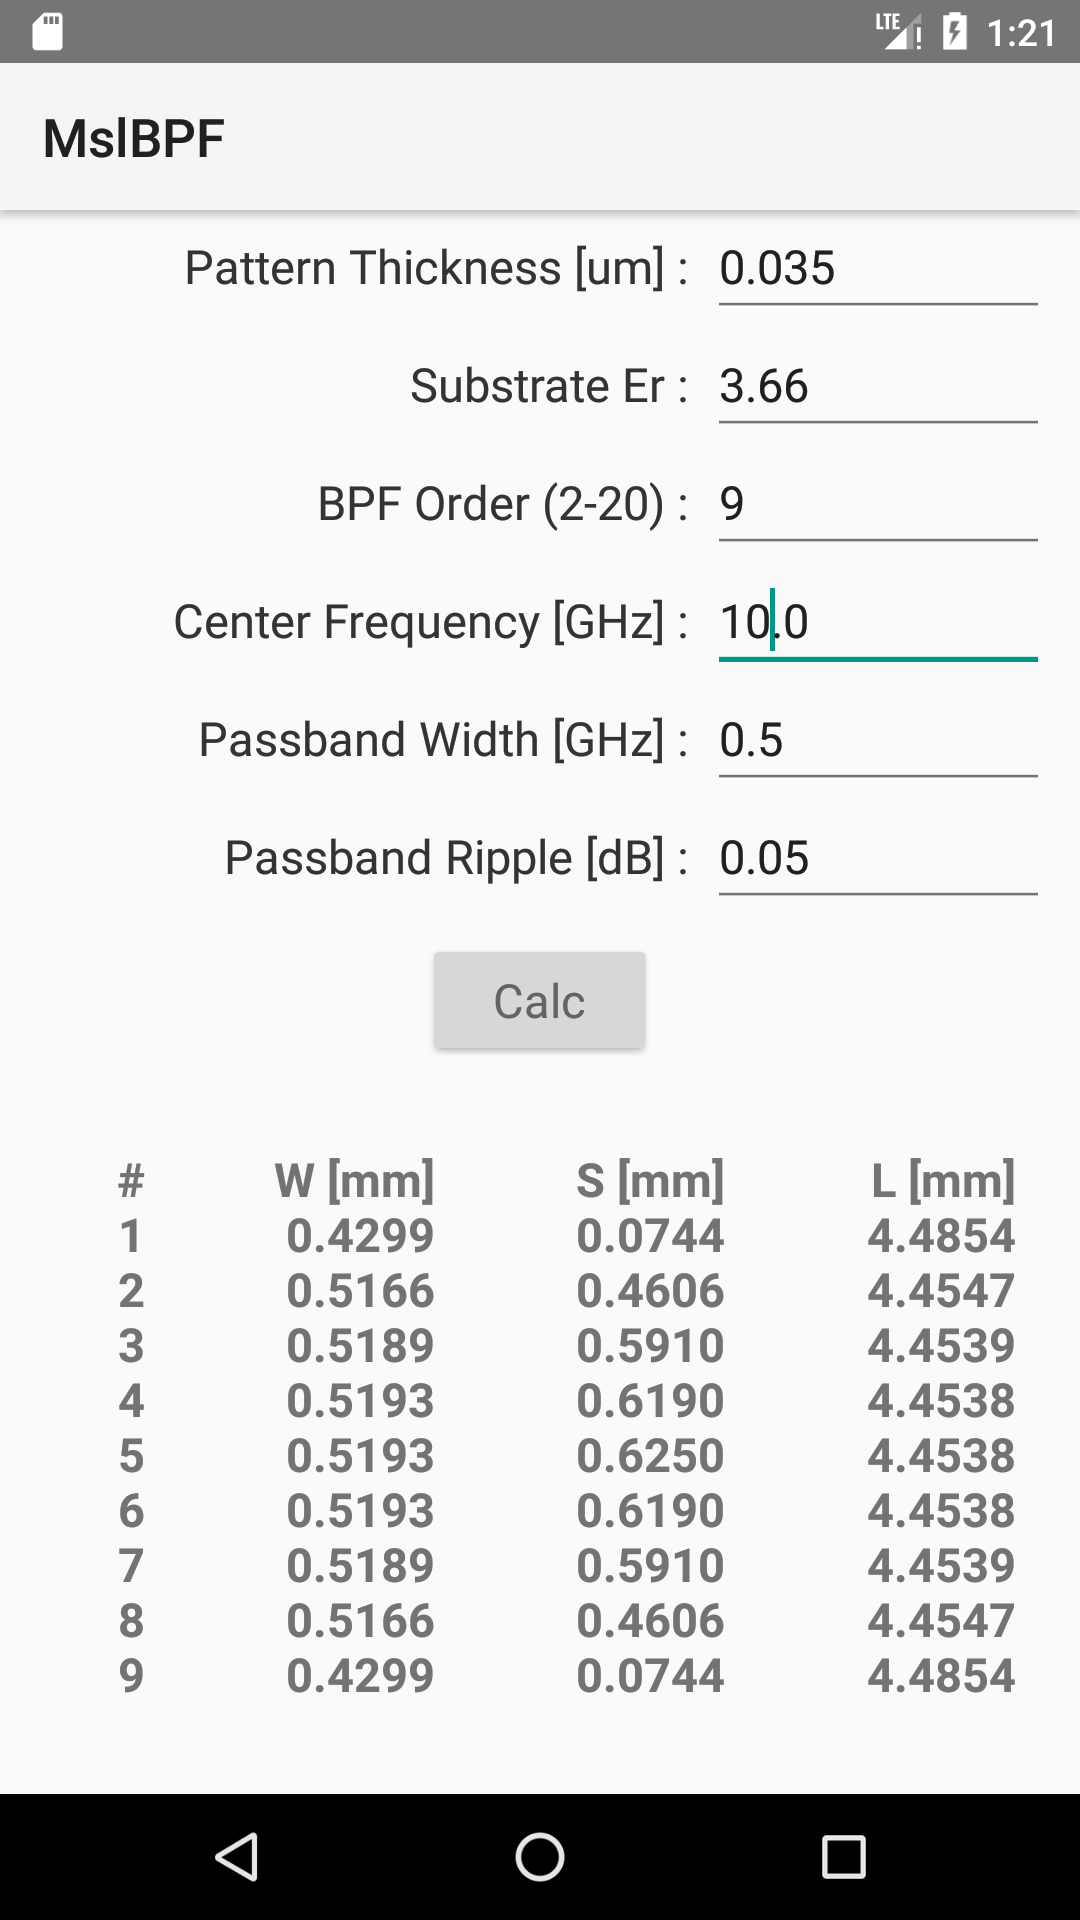 LTE 1:21
MslBPF
Pattern Thickness [um] : 0.035
Substrate Er : 3.66
BPF Order (2-20) : 9
Center Frequency [GHz] : 10.0
Passband Width [GHz] : 0.5
Passband Ripple [dB] : 0.05
Calc
# W [mm] S [mm] L [mm]
1 0.4299 0.0744 4.4854
2 0.5166 0.4606 4.4547
3 0.5189 0.5910 4.4539
4 0.5193 0.6190 4.4538
5 0.5193 0.6250 4.4538
6 0.5193 0.6190 4.4538
7 0.5189 0.5910 4.4539
8 0.5166 0.4606 4.4547
9 0.4299 0.0744 4.4854